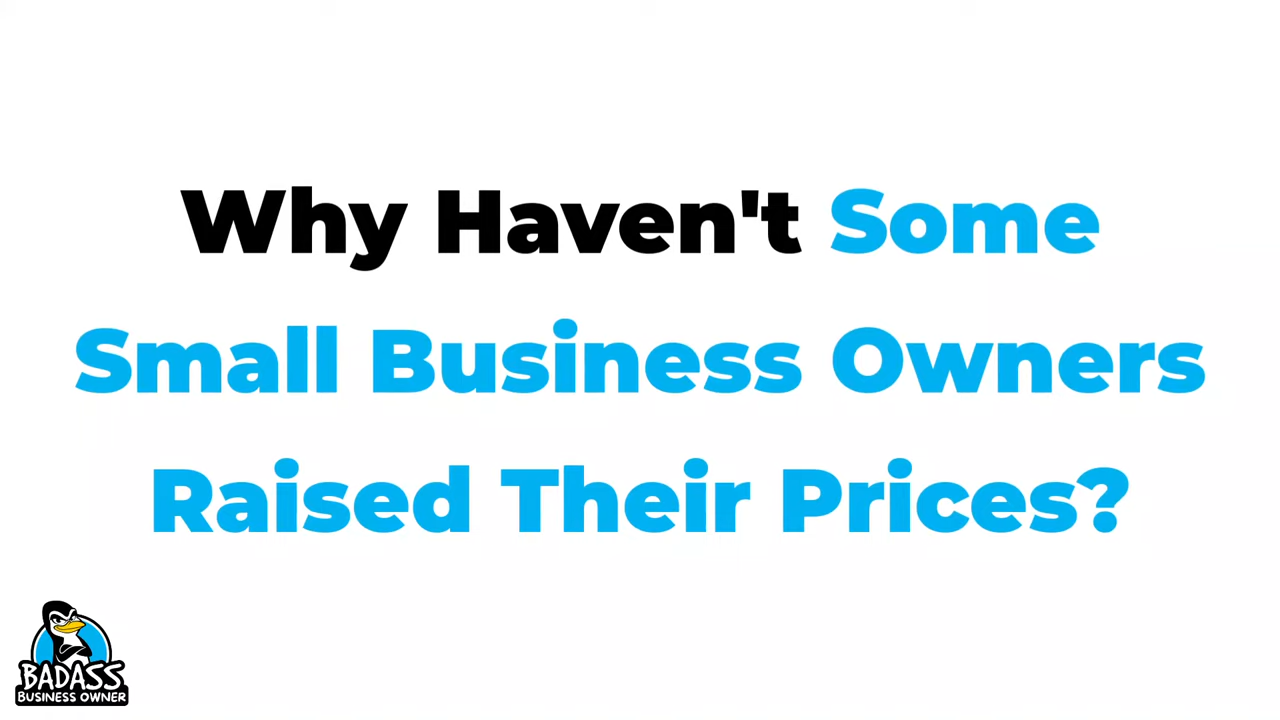 Why Haven't Some
Small Business Owners
Raised Their Prices?
BADASS
BUSINESS OWNER